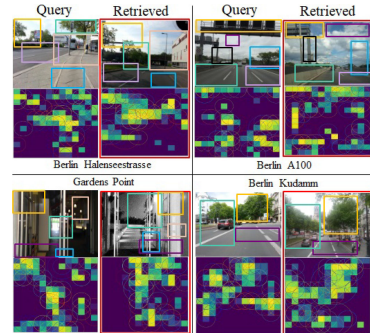 Query Retrieved Query Retrieved
Berlin Halenseestrasse Berlin A100
Gardens Point Berlin Kudamm